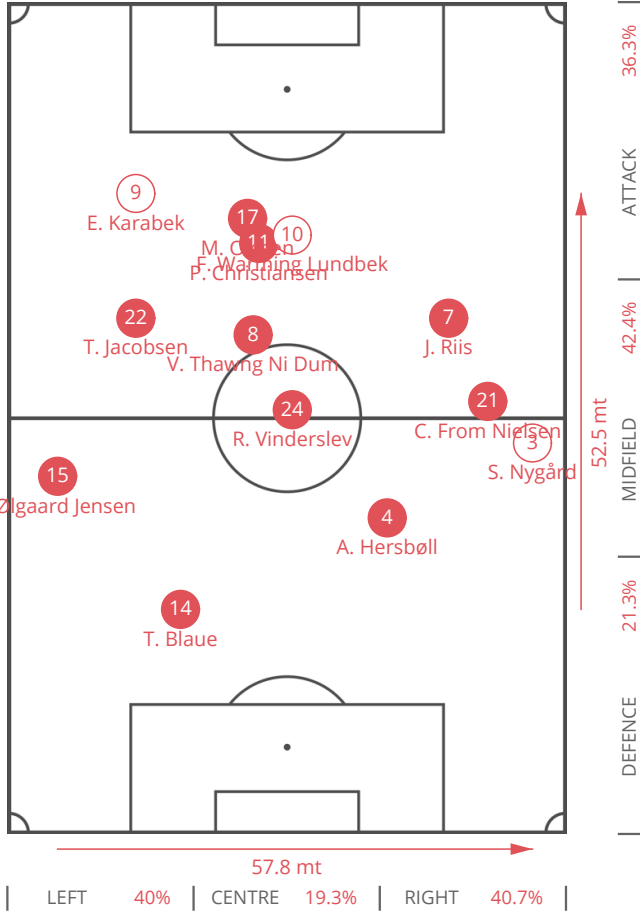 36.3%
ATTACK
9
E. Karabek
17
10
11
M.
F. Warming Lundbek
P. Christiansen
22
T. Jacobsen
7
J. Riis
8
V. Thawng Ni Dum
42.4%
MIDFIELD
21
C. From Nielsen
24
R. Vinderslev
3
S. Nygård
52.5 mt
15
Ølgaard Jensen
4
A. Hersbøll
14
T. Blaue
21.3%
DEFENCE
57.8 mt
LEFT 40% CENTRE 19.3% RIGHT 40.7%